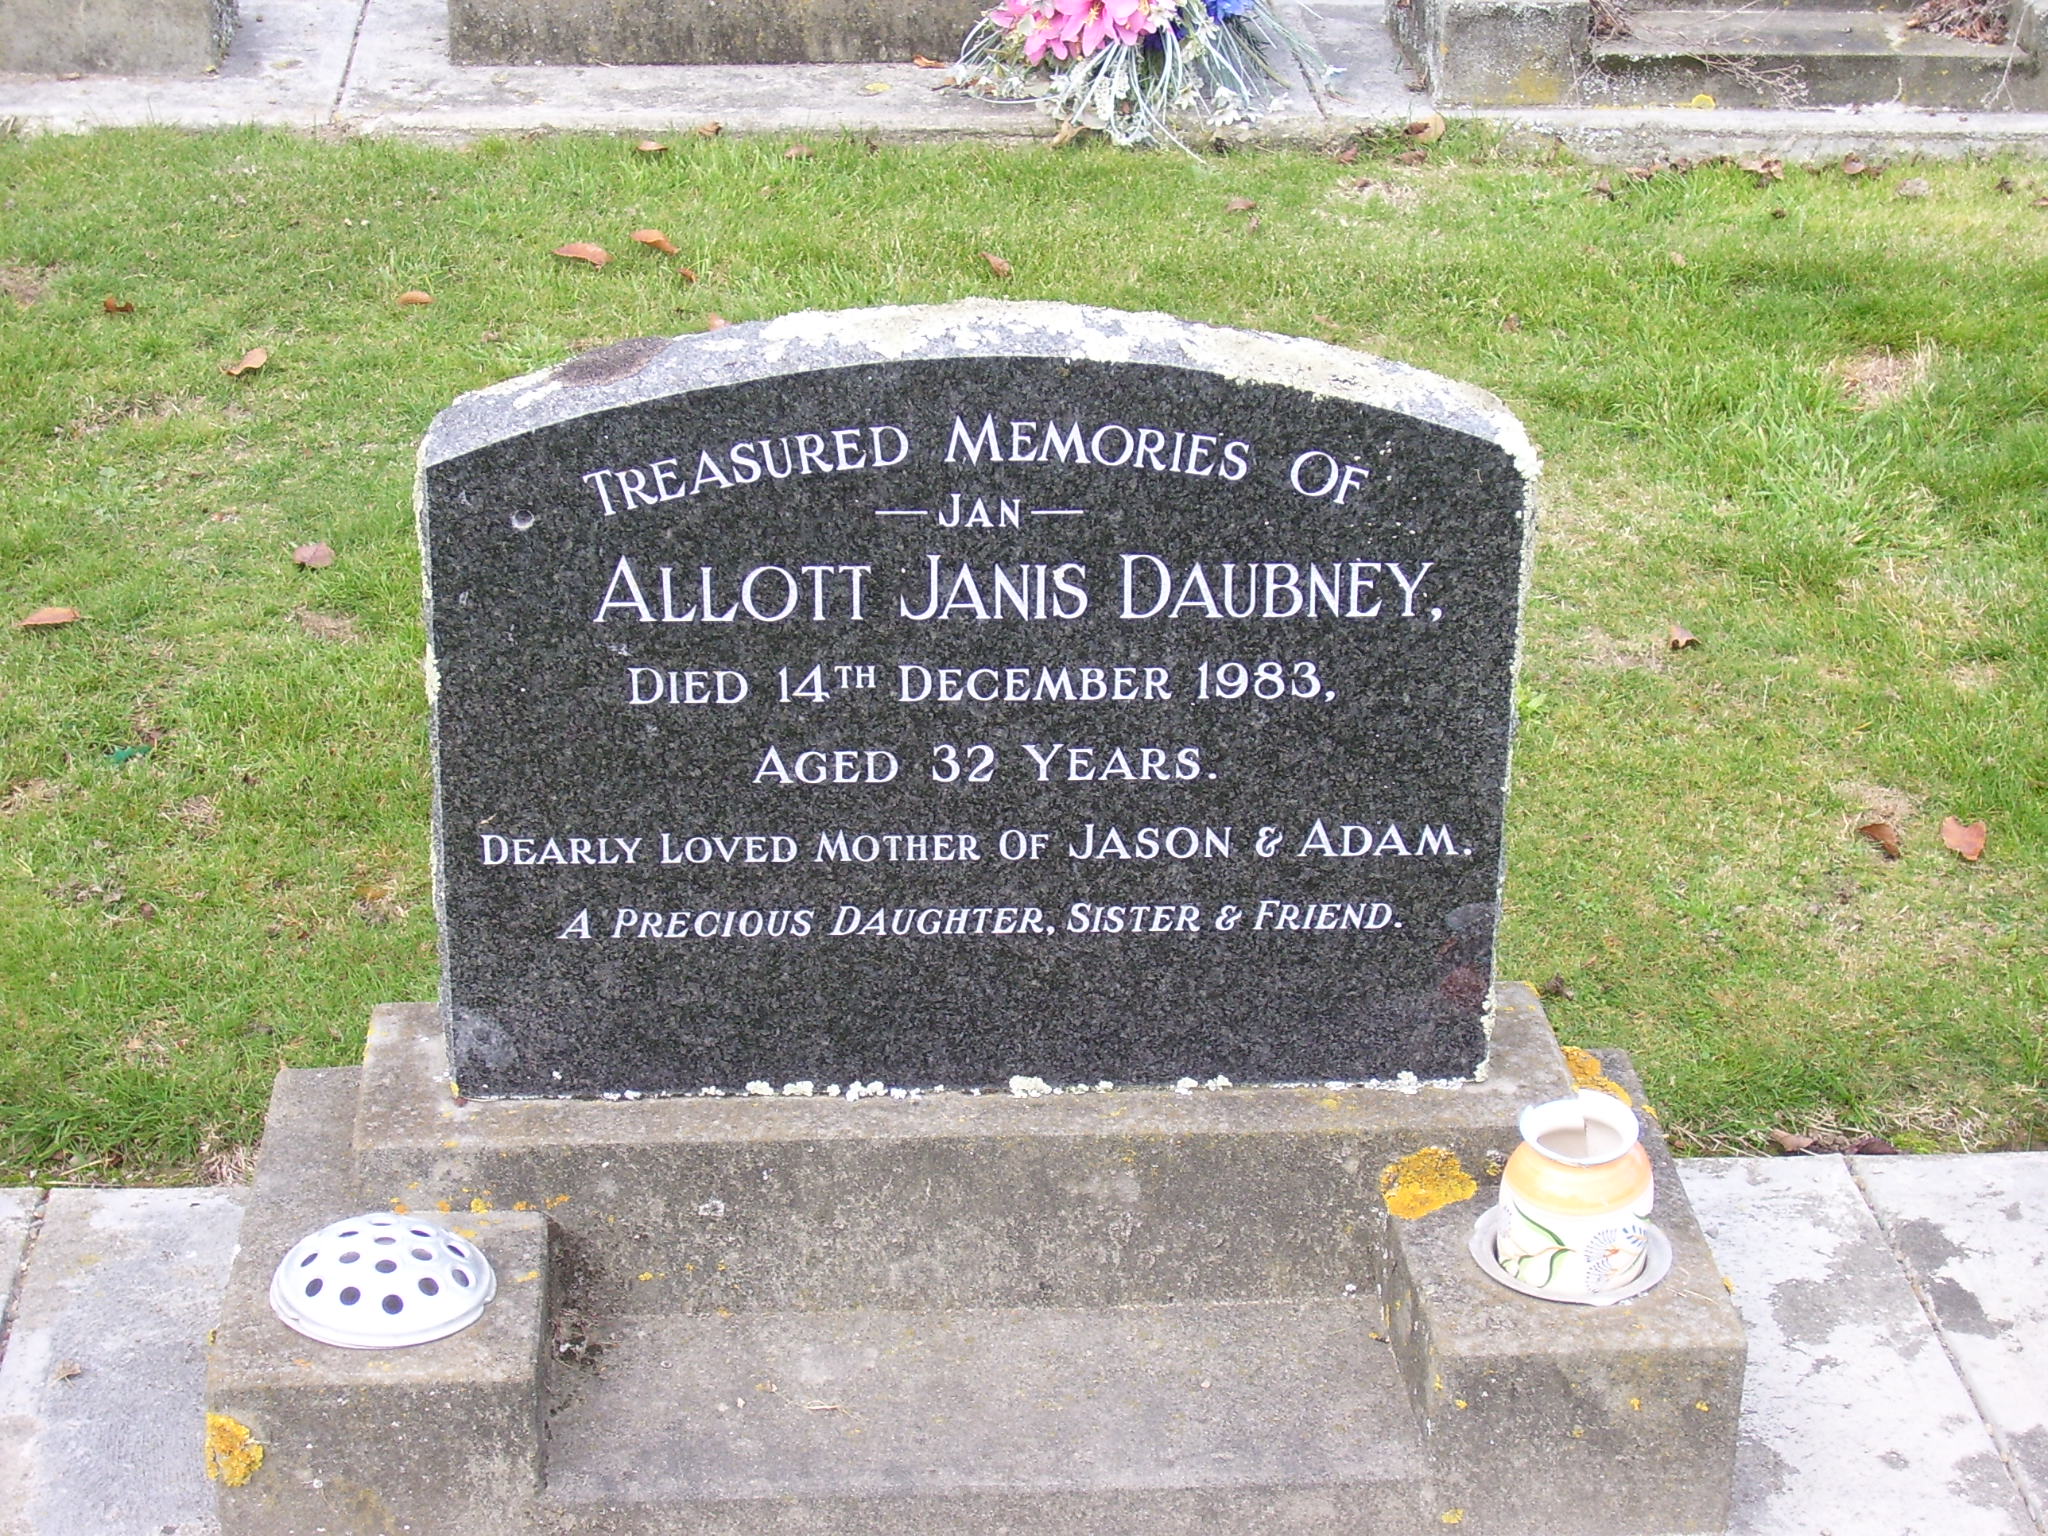 TREASURED MEMORIES OF
— JAN —
ALLOTT JANIS DAUBNEY,
DIED 14TH DECEMBER 1983,
AGED 32 YEARS.
DEARLY LOVED MOTHER OF JASON & ADAM.
A PRECIOUS DAUGHTER, SISTER & FRIEND.